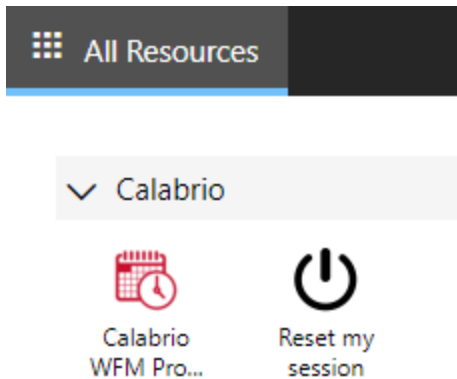 All Resources
Calabrio
Calabrio
WFM Pro...
Reset my
session